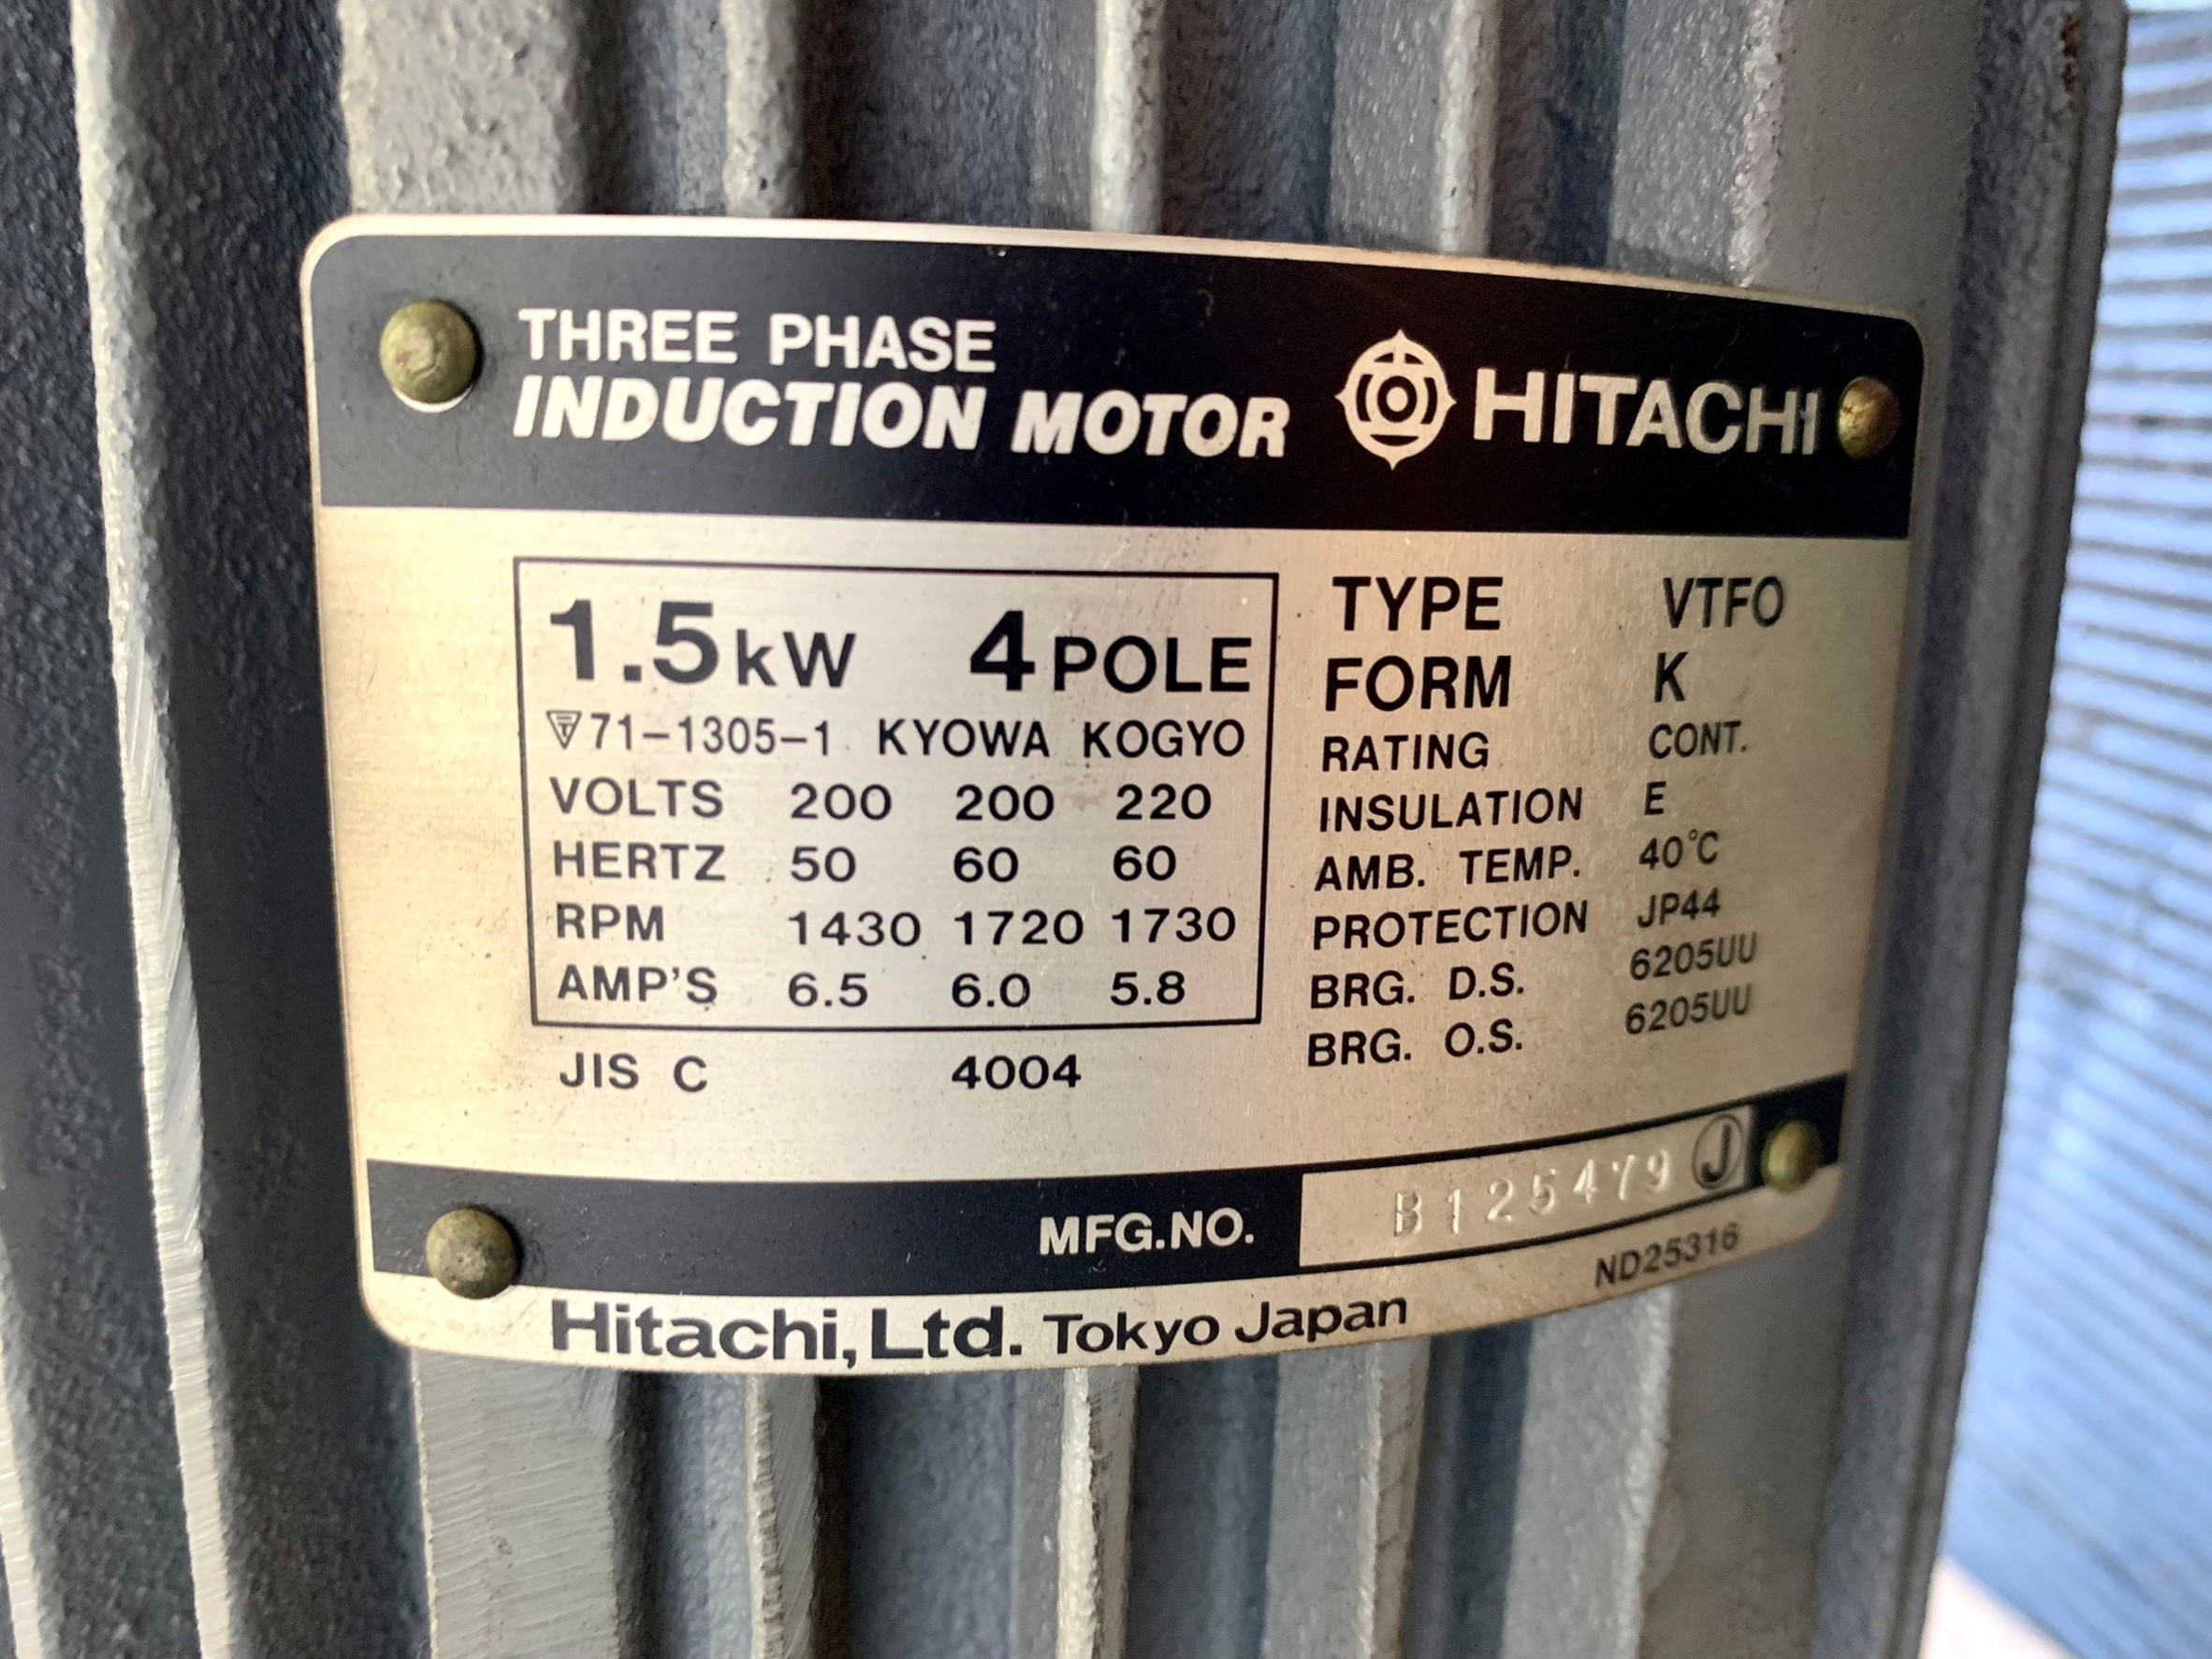 THREE PHASE
INDUCTION MOTOR HITACHI
1.5kW 4 POLE
71-1305-1 KYOWA KOGYO
VOLTS 200 200 220
HERTZ 50 60 60
RPM 1430 1720 1730
AMP'S 6.5 6.0 5.8
JIS C 4004
TYPE VTFO
FORM K
RATING CONT.
INSULATION E
AMB. TEMP. 40°C
PROTECTION JP44
BRG. D.S. 6205UU
BRG. O.S. 6205UU
MFG.NO. B125479 J
ND25316
Hitachi, Ltd. Tokyo Japan